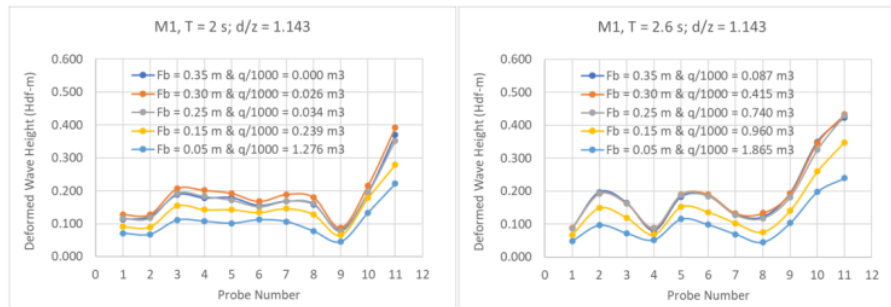 M1, T = 2 s; d/z = 1.143
Deformed Wave Height (Hdf-m)
0.600
0.500
0.400
0.300
0.200
0.100
0.000
Fb = 0.35 m & q/1000 = 0.000 m3
Fb = 0.30 m & q/1000 = 0.026 m3
Fb = 0.25 m & q/1000 = 0.034 m3
Fb = 0.15 m & q/1000 = 0.239 m3
Fb = 0.05 m & q/1000 = 1.276 m3
0 1 2 3 4 5 6 7 8 9 10 11 12
Probe Number
M1, T = 2.6 s; d/z = 1.143
Deformed Wave Height (Hdf-m)
0.600
0.500
0.400
0.300
0.200
0.100
0.000
Fb = 0.35 m & q/1000 = 0.087 m3
Fb = 0.30 m & q/1000 = 0.415 m3
Fb = 0.25 m & q/1000 = 0.740 m3
Fb = 0.15 m & q/1000 = 0.960 m3
Fb = 0.05 m & q/1000 = 1.865 m3
0 1 2 3 4 5 6 7 8 9 10 11 12
Probe Number